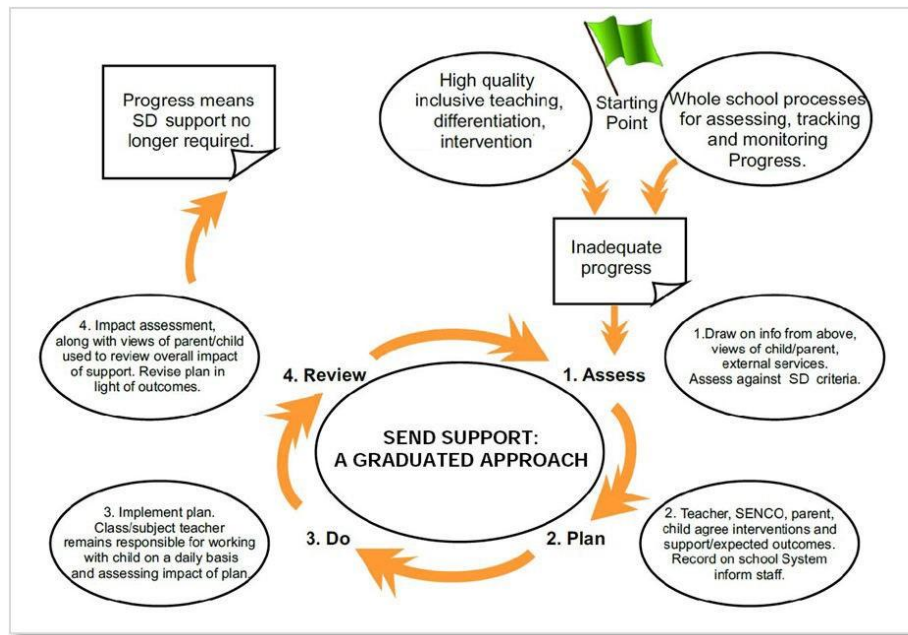 Progress means
SD support no
longer required.
High quality
inclusive teaching,
differentiation,
intervention
Starting
Point
Whole school processes
for assessing, tracking
and monitoring
Progress.
Inadequate
progress
4. Impact assessment,
along with views of parent/child
used to review overall impact
of support. Revise plan in
light of outcomes.
4. Review
1. Assess
1.Draw on info from above,
views of child/parent,
external services.
Assess against SD criteria.
SEND SUPPORT:
A GRADUATED APPROACH
3. Implement plan.
Class/subject teacher
remains responsible for working
with child on a daily basis
and assessing impact of plan.
3. Do
2. Plan
2. Teacher, SENCO, parent,
child agree interventions and
support/expected outcomes.
Record on school System
inform staff.